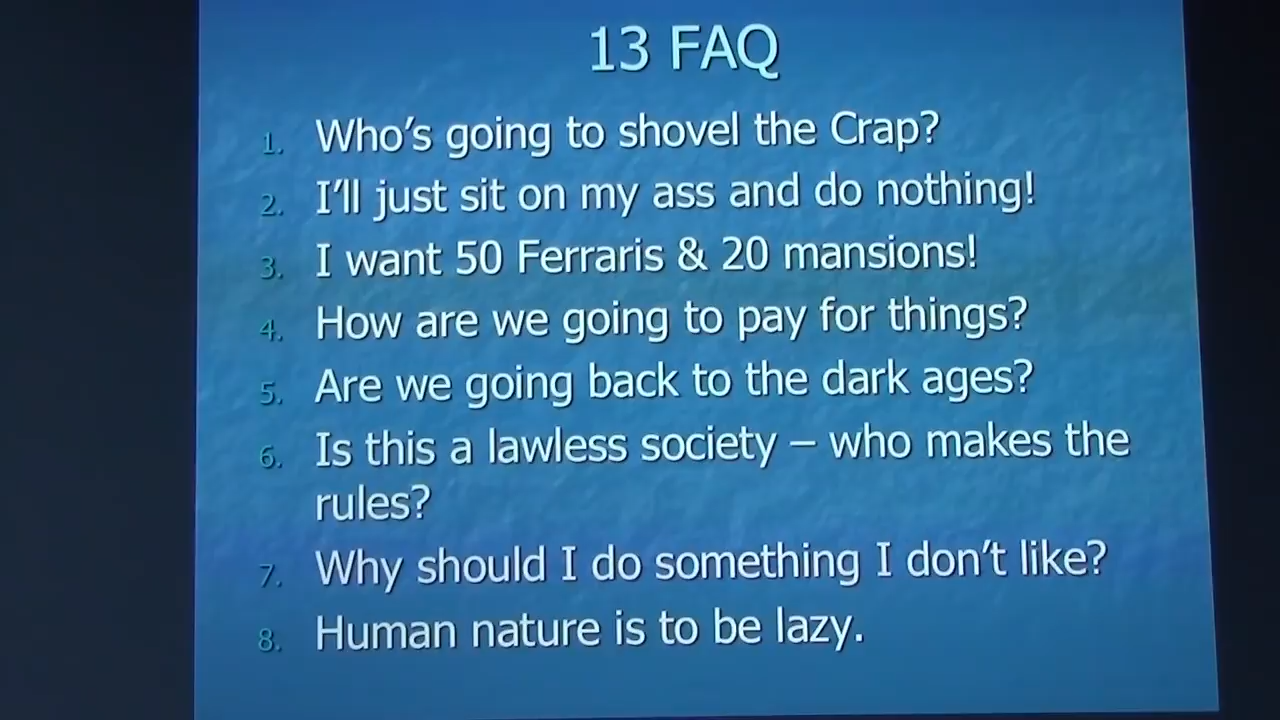 13 FAQ
1. Who's going to shovel the Crap?
2. I'll just sit on my ass and do nothing!
3. I want 50 Ferraris & 20 mansions!
4. How are we going to pay for things?
5. Are we going back to the dark ages?
6. Is this a lawless society – who makes the
rules?
7. Why should I do something I don't like?
8. Human nature is to be lazy.